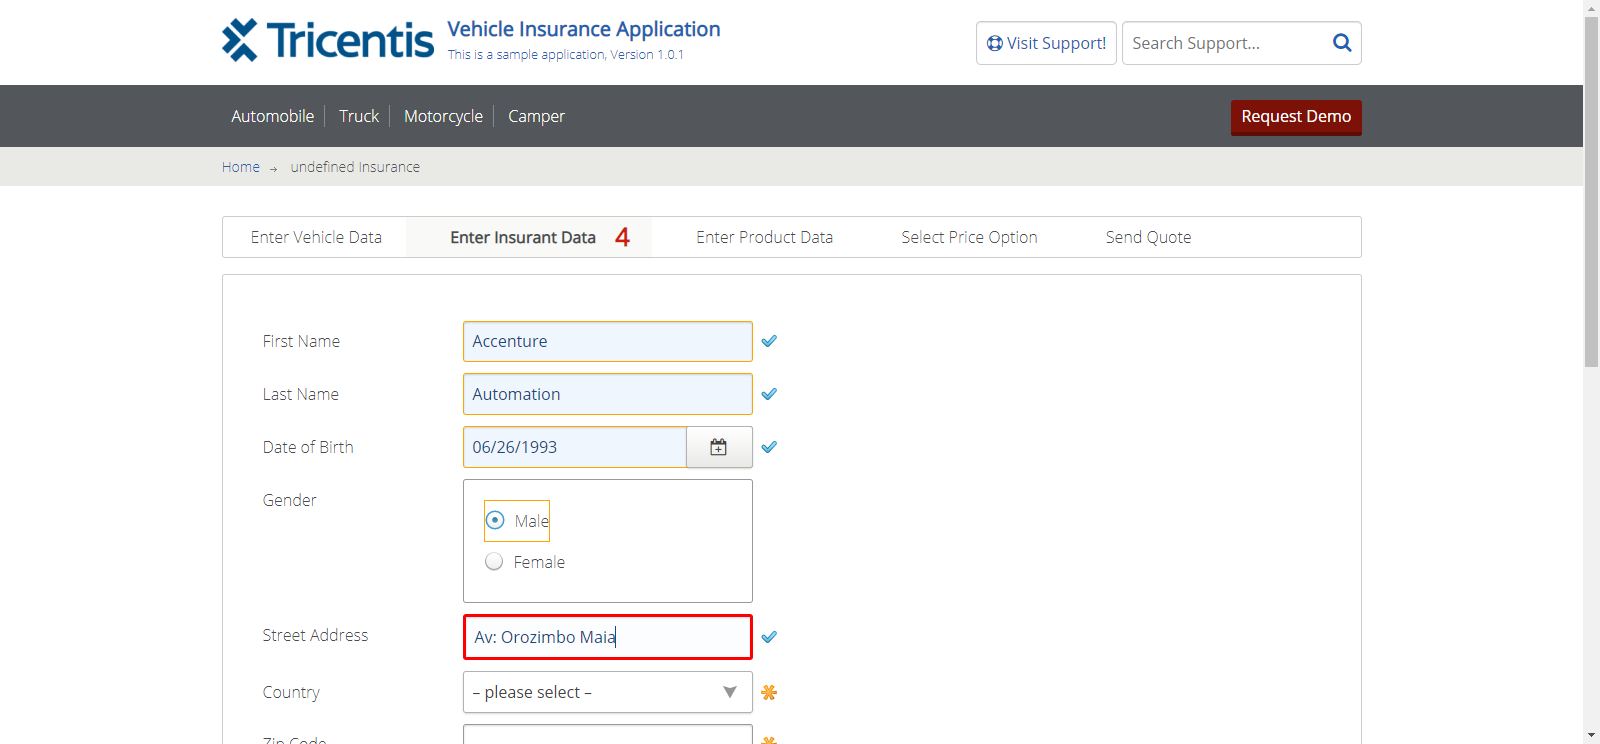 Tricentis
Vehicle Insurance Application
This is a sample application, Version 1.0.1
Visit Support!
Search Support...
Automobile
Truck
Motorcycle
Camper
Request Demo
Home → undefined Insurance
Enter Vehicle Data
Enter Insurant Data 4
Enter Product Data
Select Price Option
Send Quote
First Name
Accenture
Last Name
Automation
Date of Birth
06/26/1993
Gender
Male
Female
Street Address
Av: Orozimbo Maia
Country
– please select –
Zip Code